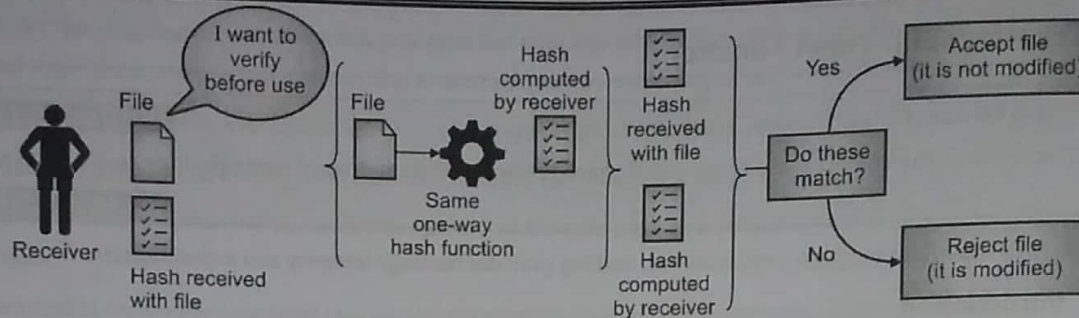 I want to
verify
before use
File
Receiver
Hash received
with file
File
Same
one-way
hash function
Hash
computed
by receiver
Hash
received
with file
Hash
computed
by receiver
Do these
match?
Yes
Accept file
(it is not modified)
No
Reject file
(it is modified)